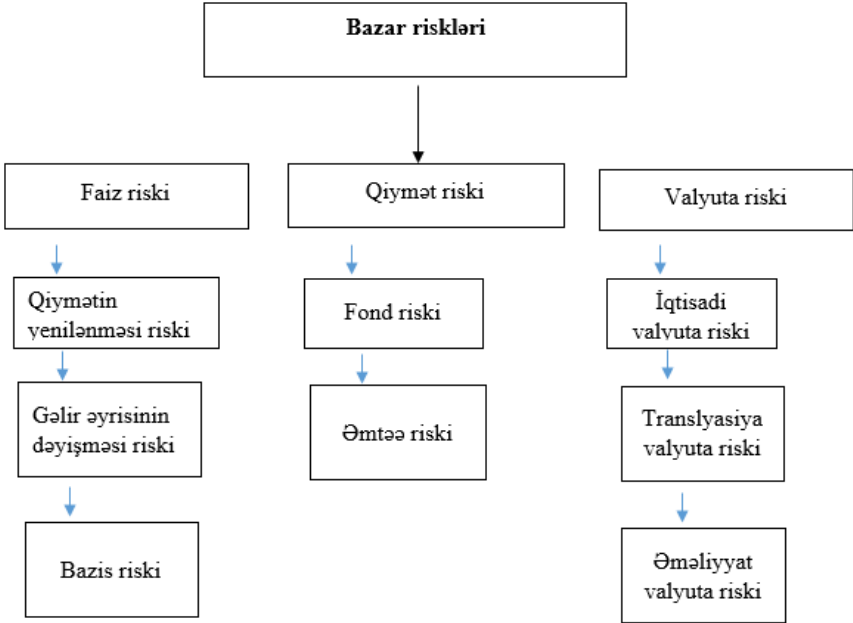 Bazar riskləri
Faiz riski
Qiymət riski
Valyuta riski
Qiymətin
yenilənməsi riski
Fond riski
İqtisadi
valyuta riski
Gəlir əyrisinin
dəyişməsi riski
Əmtəə riski
Translyasiya
valyuta riski
Bazis riski
Əməliyyat
valyuta riski